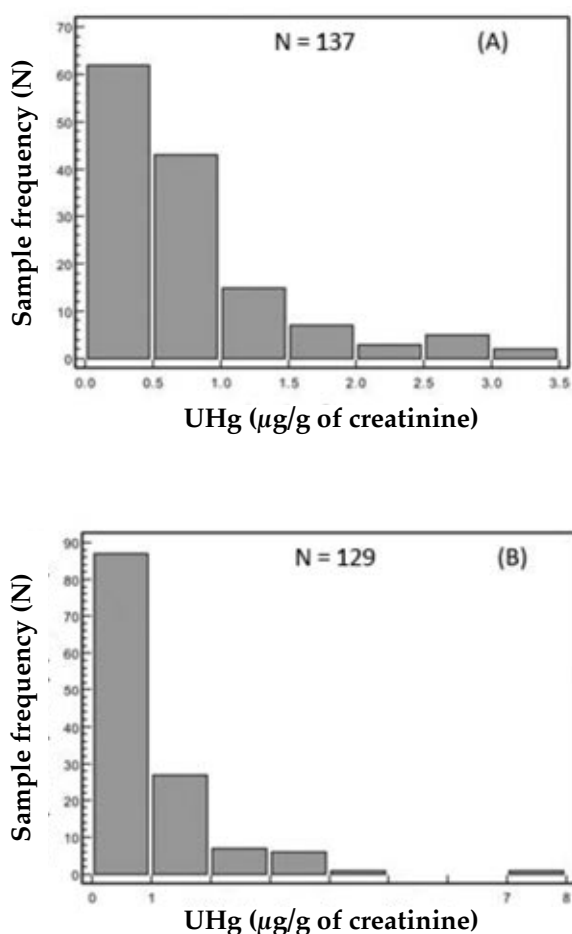 N = 137 (A)
Sample frequency (N)
70
60
50
40
30
20
10
0
0.0 0.5 1.0 1.5 2.0 2.5 3.0 3.5
UHg (µg/g of creatinine)
N = 129 (B)
Sample frequency (N)
90
80
70
60
50
40
30
20
10
0
0 1 7 8
UHg (µg/g of creatinine)